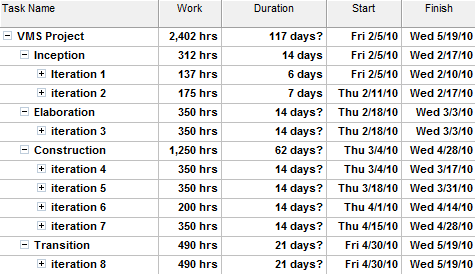 Task Name Work Duration Start Finish
VMS Project 2,402 hrs 117 days? Fri 2/5/10 Wed 5/19/10
Inception 312 hrs 14 days Fri 2/5/10 Wed 2/17/10
Iteration 1 137 hrs 6 days Fri 2/5/10 Wed 2/10/10
iteration 2 175 hrs 7 days Thu 2/11/10 Wed 2/17/10
Elaboration 350 hrs 14 days? Thu 2/18/10 Wed 3/3/10
iteration 3 350 hrs 14 days? Thu 2/18/10 Wed 3/3/10
Construction 1,250 hrs 62 days? Thu 3/4/10 Wed 4/28/10
iteration 4 350 hrs 14 days? Thu 3/4/10 Wed 3/17/10
iteration 5 350 hrs 14 days? Thu 3/18/10 Wed 3/31/10
iteration 6 200 hrs 14 days? Thu 4/1/10 Wed 4/14/10
iteration 7 350 hrs 14 days? Thu 4/15/10 Wed 4/28/10
Transition 490 hrs 21 days? Fri 4/30/10 Wed 5/19/10
iteration 8 490 hrs 21 days? Fri 4/30/10 Wed 5/19/10